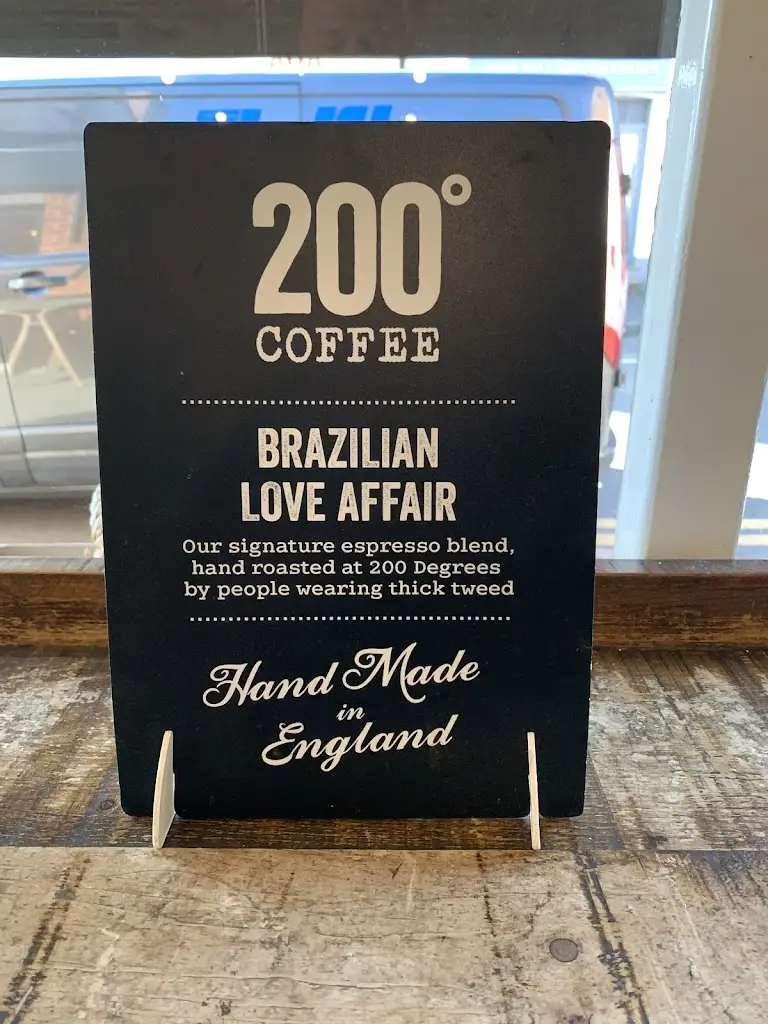 200°
COFFEE
BRAZILIAN
LOVE AFFAIR
Our signature espresso blend,
hand roasted at 200 Degrees
by people wearing thick tweed
Hand Made
in
England